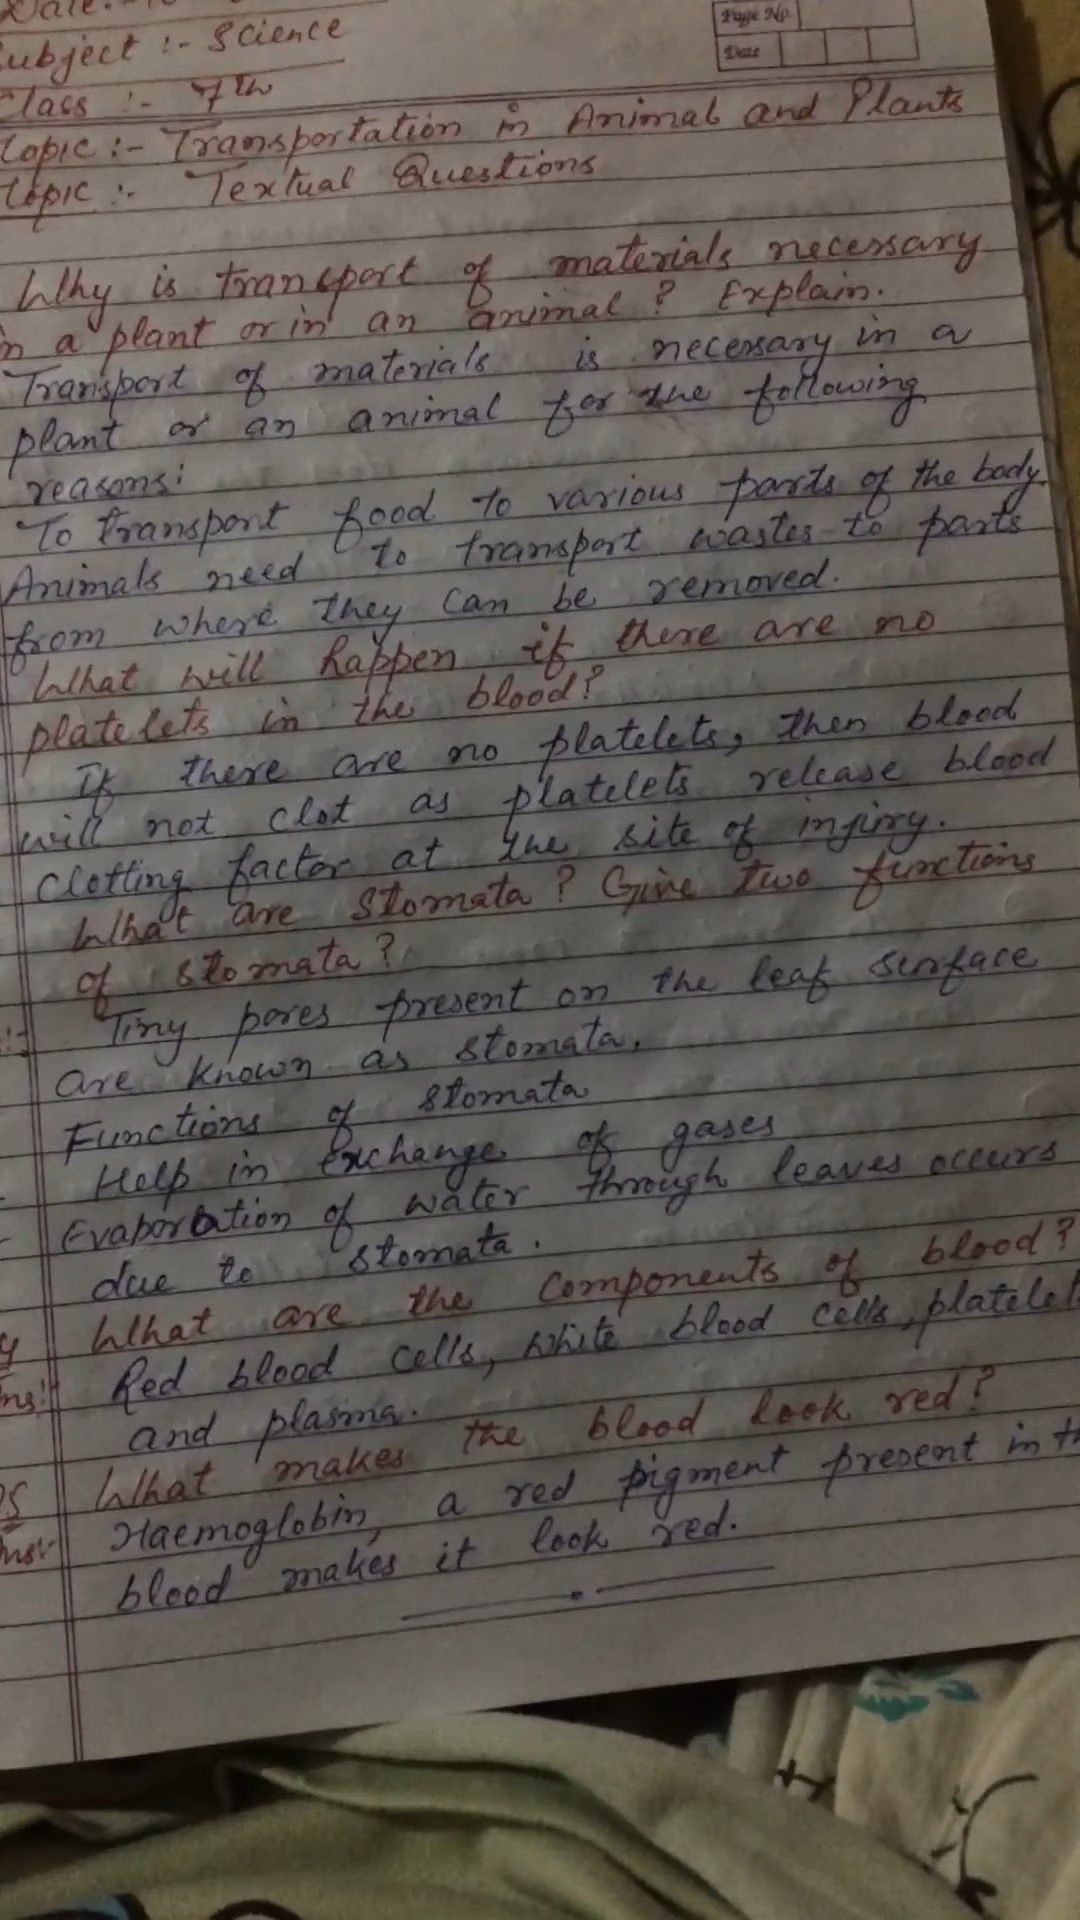 Date:-
Subject :- Science
Class :- 7th
Page No.
Date
Topic :- Transportation in Animal and Plants
Topic :- Textual Questions
Why is transport of materials necessary
in a plant or in an animal? Explain.
Transport of materials is necessary in a
plant or an animal for the following
reasons:
To transport food to various parts of the body.
Animals need to transport wastes to parts
from where they can be removed.
What will happen if there are no
platelets in the blood?
If there are no platelets, then blood
will not clot as platelets release blood
clotting factor at the site of injury.
What are stomata? Give two functions
of stomata?
Tiny pores present on the leaf surface
are known as stomata.
Functions of stomata
Help in exchange of gases
Evaporation of water through leaves occurs
due to stomata.
What are the components of blood?
Red blood cells, white blood cells, platelets
and plasma.
What makes the blood look red?
Haemoglobin, a red pigment present in the
blood makes it look red.